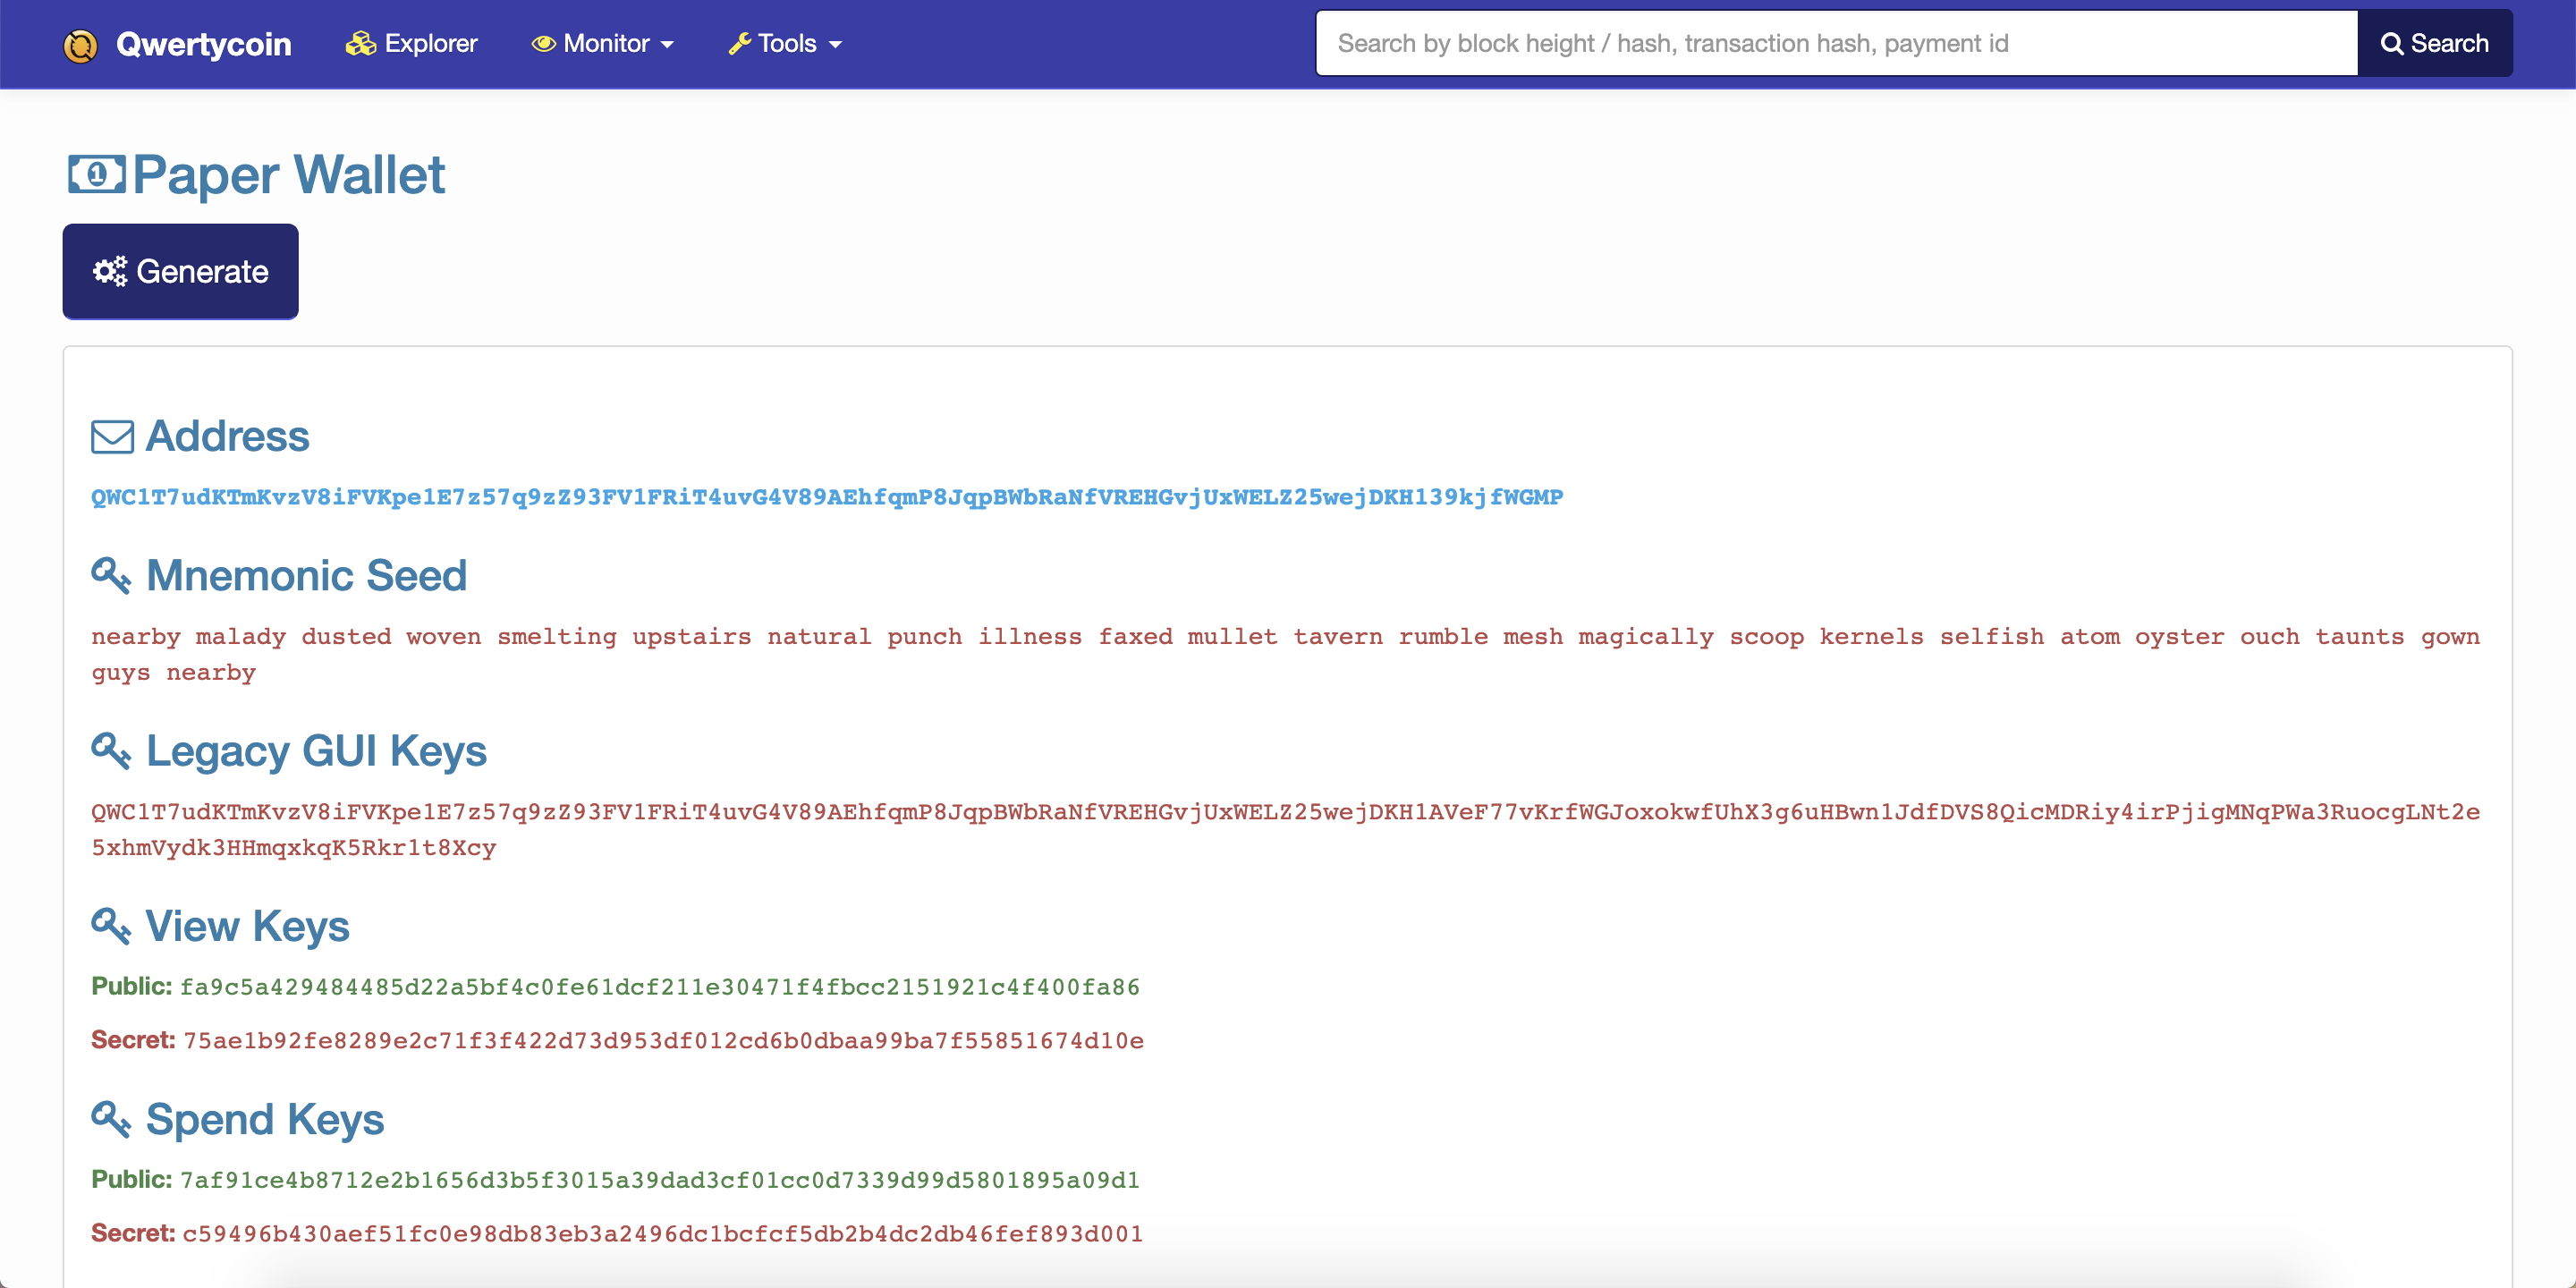 Qwertycoin Explorer Monitor Tools Search by block height / hash, transaction hash, payment id Search
Paper Wallet
Generate
Address
QWC1T7udKTmKvzV8iFVKpe1E7z57q9zZ93FV1FRiT4uvG4V89AEhfqmP8JqpBWbRaNfVREHGvjUxWELZ25wejDKH139kjfWGMP
Mnemonic Seed
nearby malady dusted woven smelting upstairs natural punch illness faxed mullet tavern rumble mesh magically scoop kernels selfish atom oyster ouch taunts gown
guys nearby
Legacy GUI Keys
QWC1T7udKTmKvzV8iFVKpe1E7z57q9zZ93FV1FRiT4uvG4V89AEhfqmP8JqpBWbRaNfVREHGvjUxWELZ25wejDKH1AVeF77vKrfWGJoxokwfUhX3g6uHBwn1JdfDVS8QicMDRiy4irPjigMNqPWa3RuocgLNt2e
5xhmVydk3HHmqxkqK5Rkr1t8Xcy
View Keys
Public: fa9c5a429484485d22a5bf4c0fe61dcf211e30471f4fbcc2151921c4f400fa86
Secret: 75ae1b92fe8289e2c71f3f422d73d953df012cd6b0dbaa99ba7f55851674d10e
Spend Keys
Public: 7af91ce4b8712e2b1656d3b5f3015a39dad3cf01cc0d7339d99d5801895a09d1
Secret: c59496b430aef51fc0e98db83eb3a2496dc1bcfcf5db2b4dc2db46fef893d001